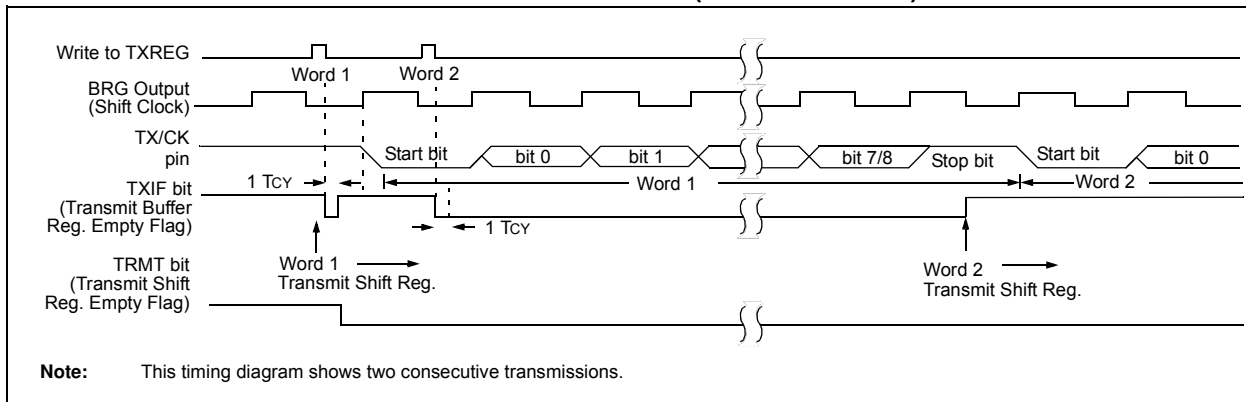 Write to TXREG
Word 1
Word 2
BRG Output
(Shift Clock)
TX/CK
pin
Start bit
bit 0
bit 1
bit 7/8
Stop bit
Start bit
bit 0
1 TCY
Word 1
Word 2
TXIF bit
(Transmit Buffer
Reg. Empty Flag)
1 TCY
Word 1
Transmit Shift Reg.
Word 2
Transmit Shift Reg.
TRMT bit
(Transmit Shift
Reg. Empty Flag)
Note: This timing diagram shows two consecutive transmissions.